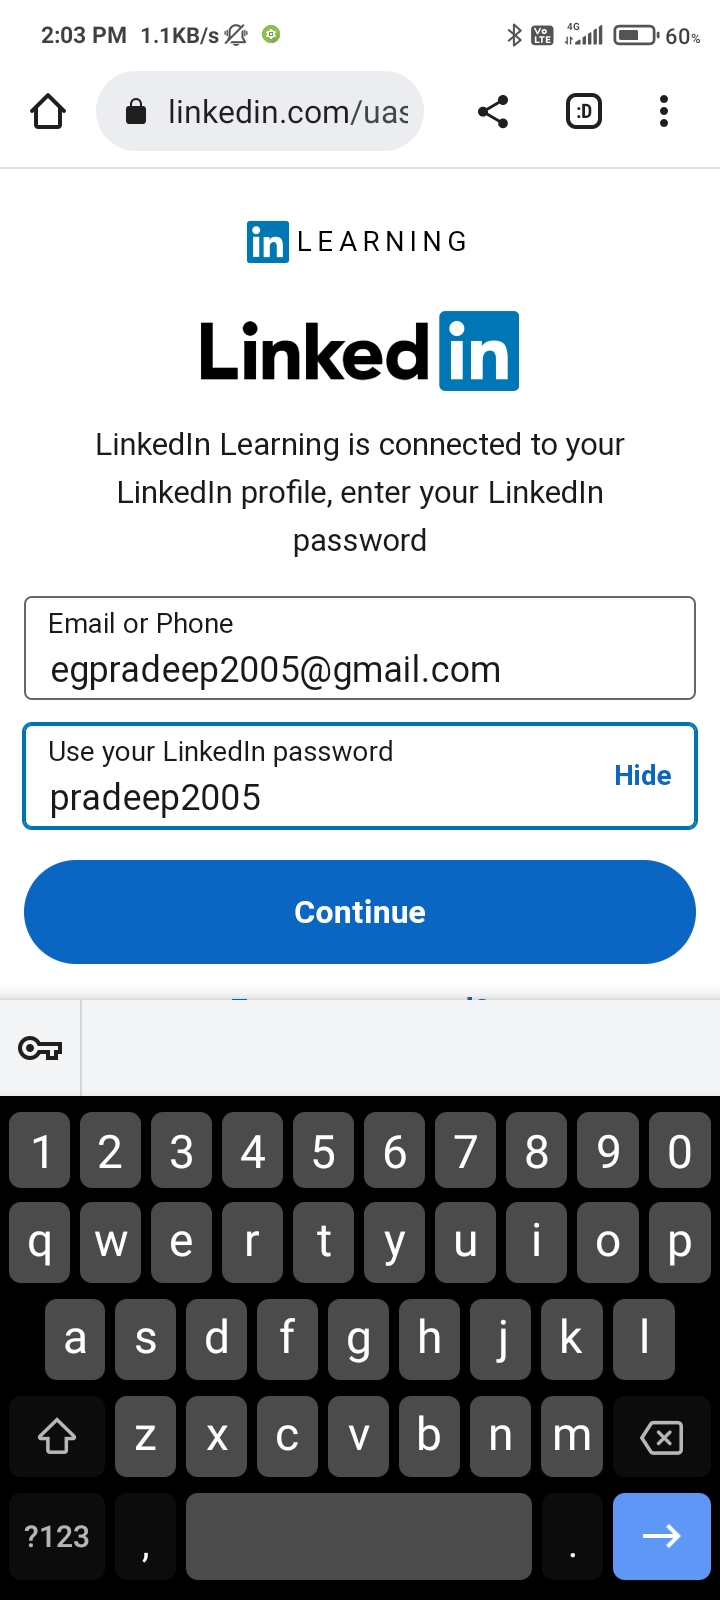 2:03 PM 1.1KB/s Vo LTE 4G 60%
linkedin.com/uas :D
in LEARNING
Linked in
LinkedIn Learning is connected to your
LinkedIn profile, enter your LinkedIn
password
Email or Phone
egpradeep2005@gmail.com
Use your LinkedIn password
pradeep2005
Hide
Continue
1 2 3 4 5 6 7 8 9 0
q w e r t y u i o p
a s d f g h j k l
z x c v b n m
?123 , .